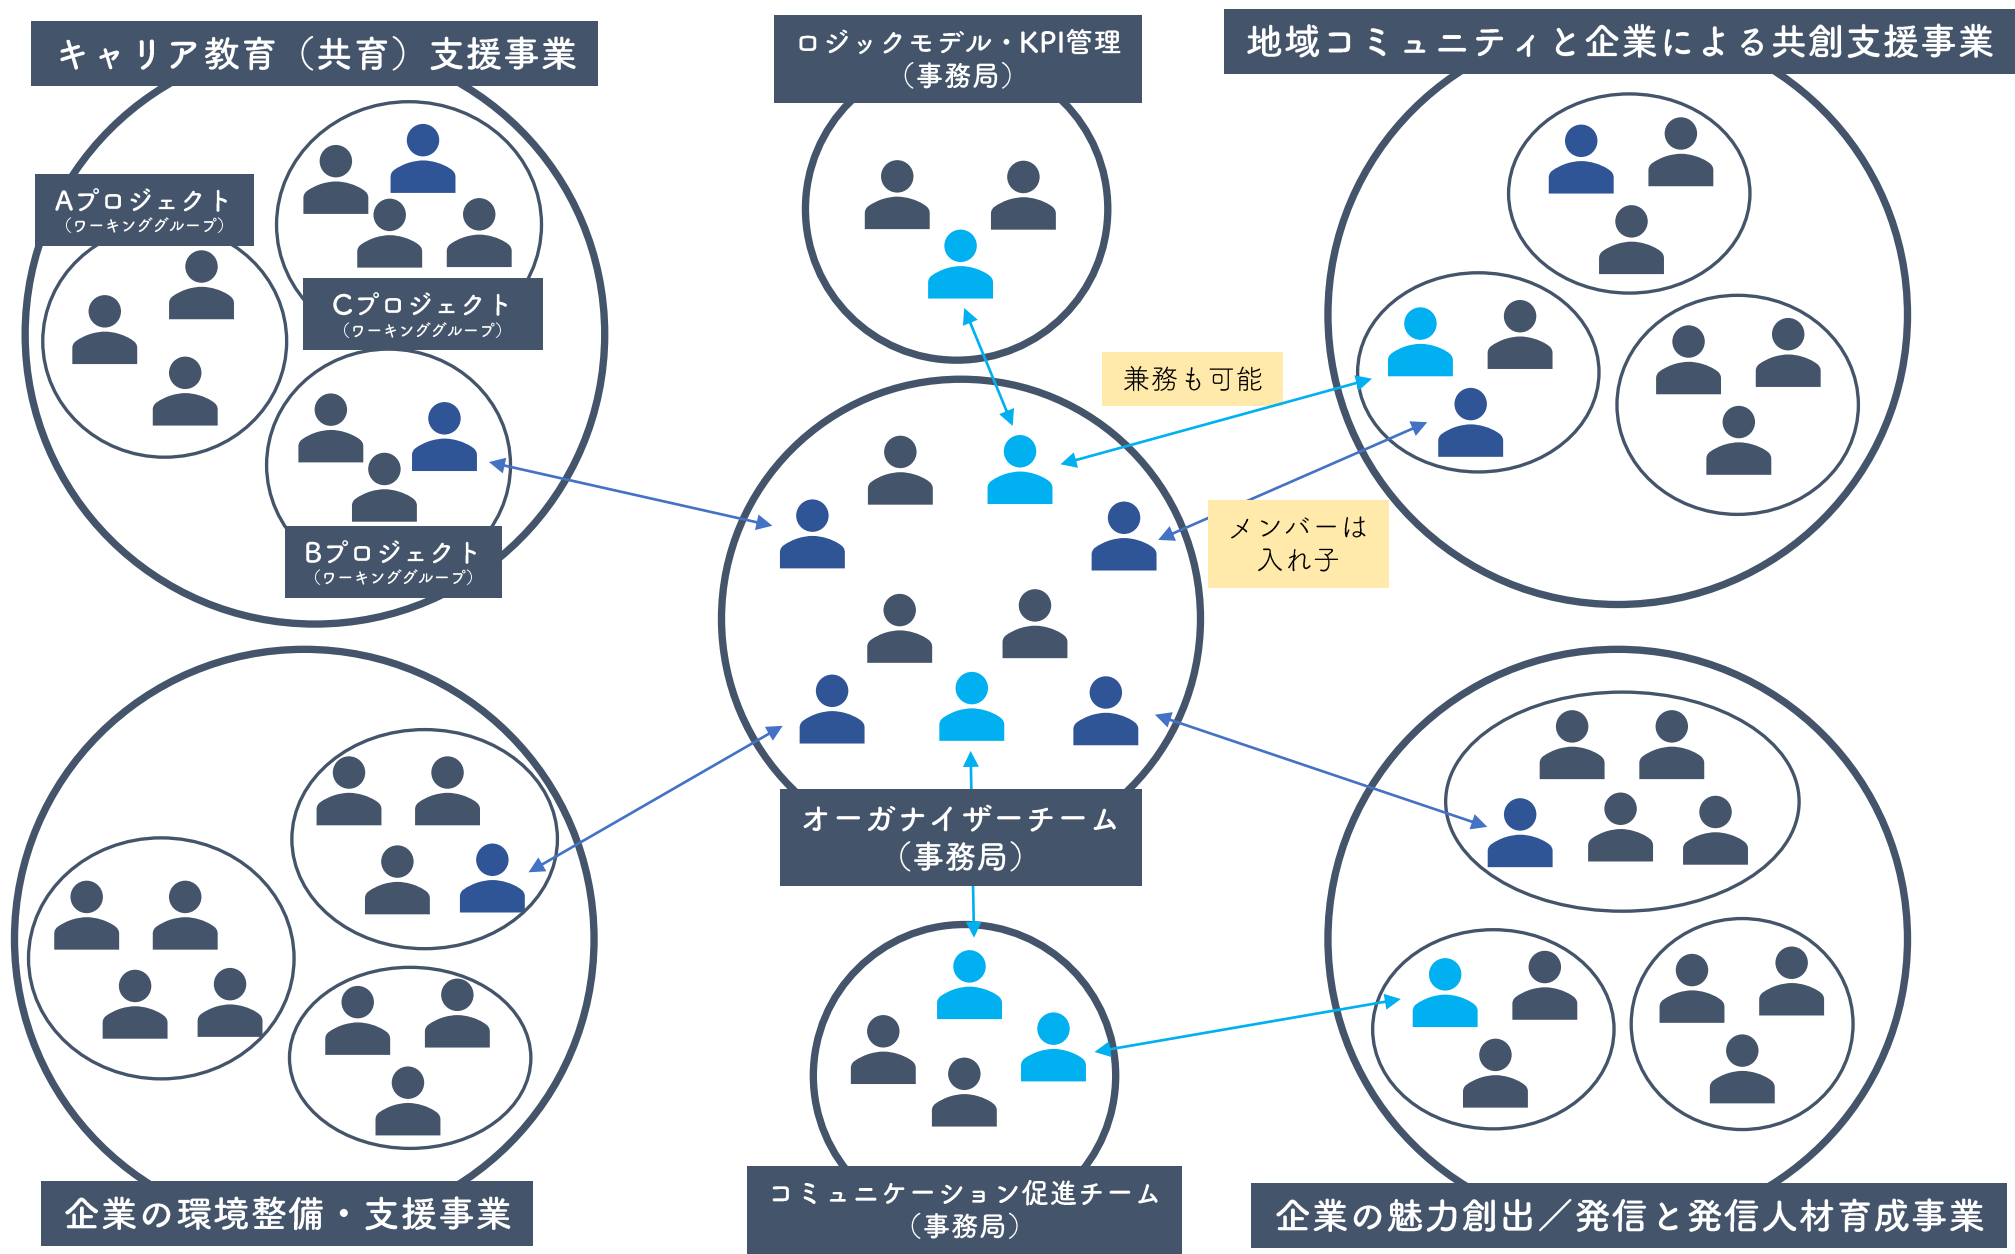 キャリア教育（共育）支援事業
ロジックモデル・KPI管理
（事務局）
地域コミュニティと企業による共創支援事業
Aプロジェクト
（ワーキンググループ）
Cプロジェクト
（ワーキンググループ）
Bプロジェクト
（ワーキンググループ）
兼務も可能
メンバーは
入れ子
オーガナイザーチーム
（事務局）
企業の環境整備・支援事業
コミュニケーション促進チーム
（事務局）
企業の魅力創出／発信と発信人材育成事業